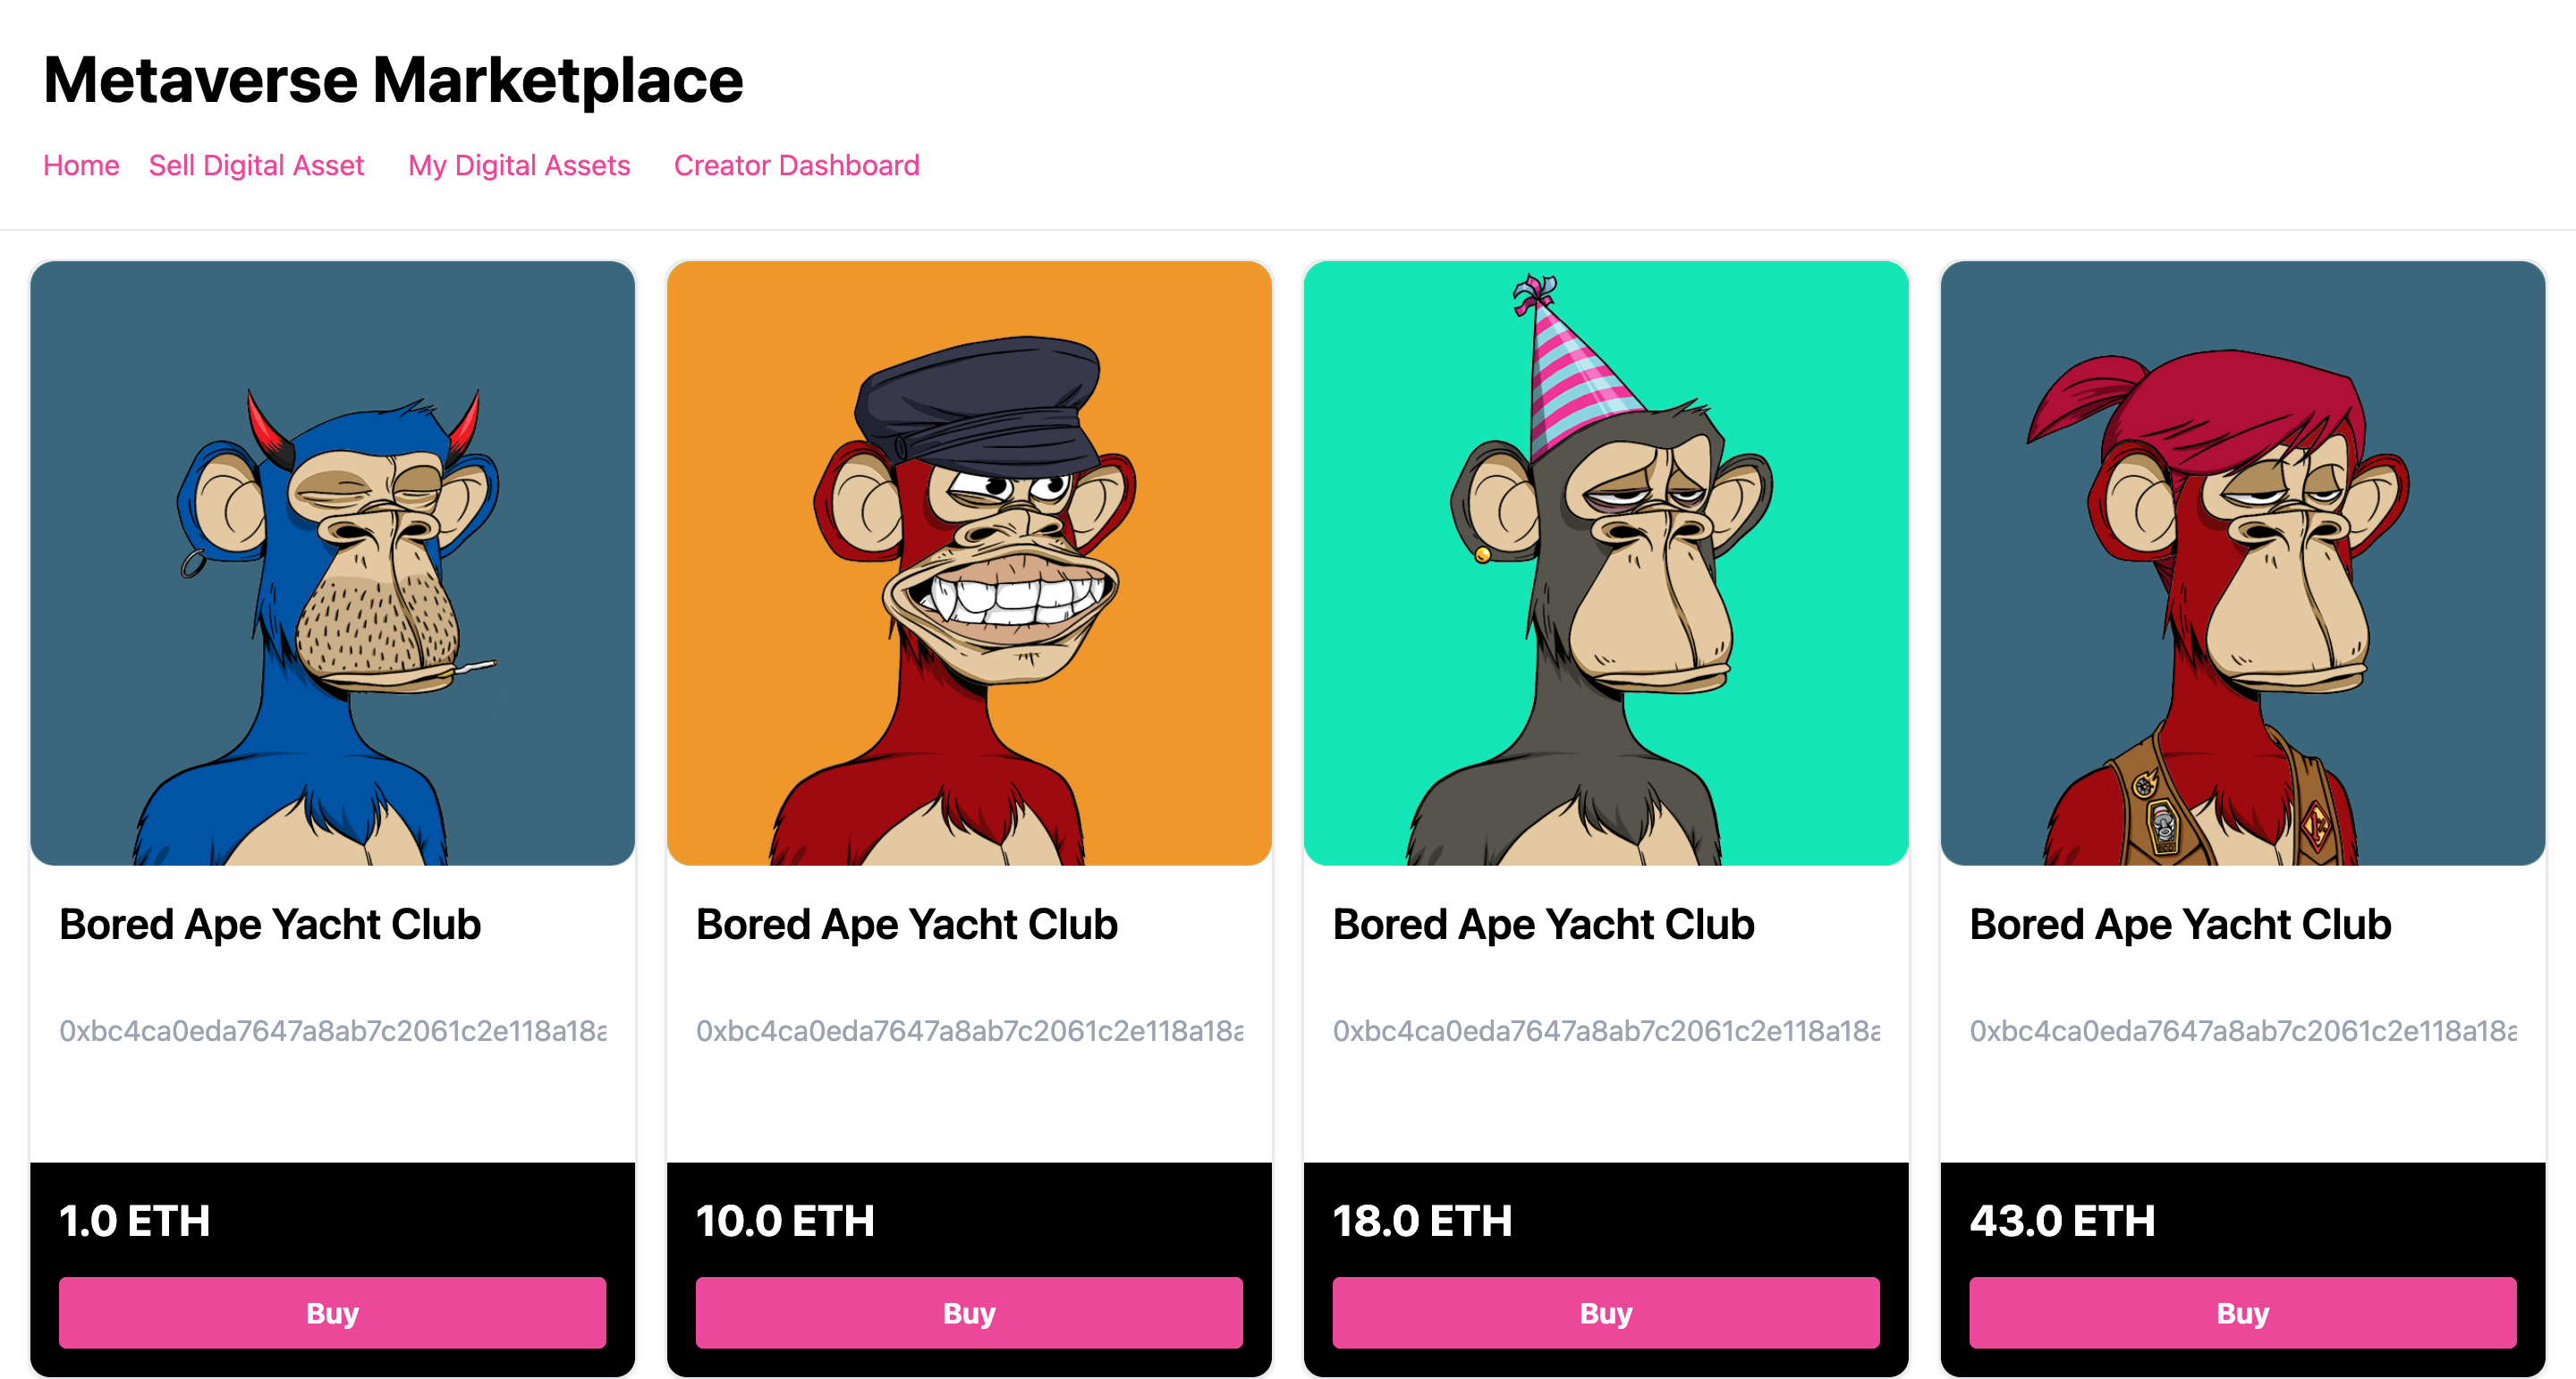 Metaverse Marketplace
Home Sell Digital Asset My Digital Assets Creator Dashboard
Bored Ape Yacht Club
0xbc4ca0eda7647a8ab7c2061c2e118a18a
1.0 ETH
Buy
Bored Ape Yacht Club
0xbc4ca0eda7647a8ab7c2061c2e118a18a
10.0 ETH
Buy
Bored Ape Yacht Club
0xbc4ca0eda7647a8ab7c2061c2e118a18a
18.0 ETH
Buy
Bored Ape Yacht Club
0xbc4ca0eda7647a8ab7c2061c2e118a18a
43.0 ETH
Buy